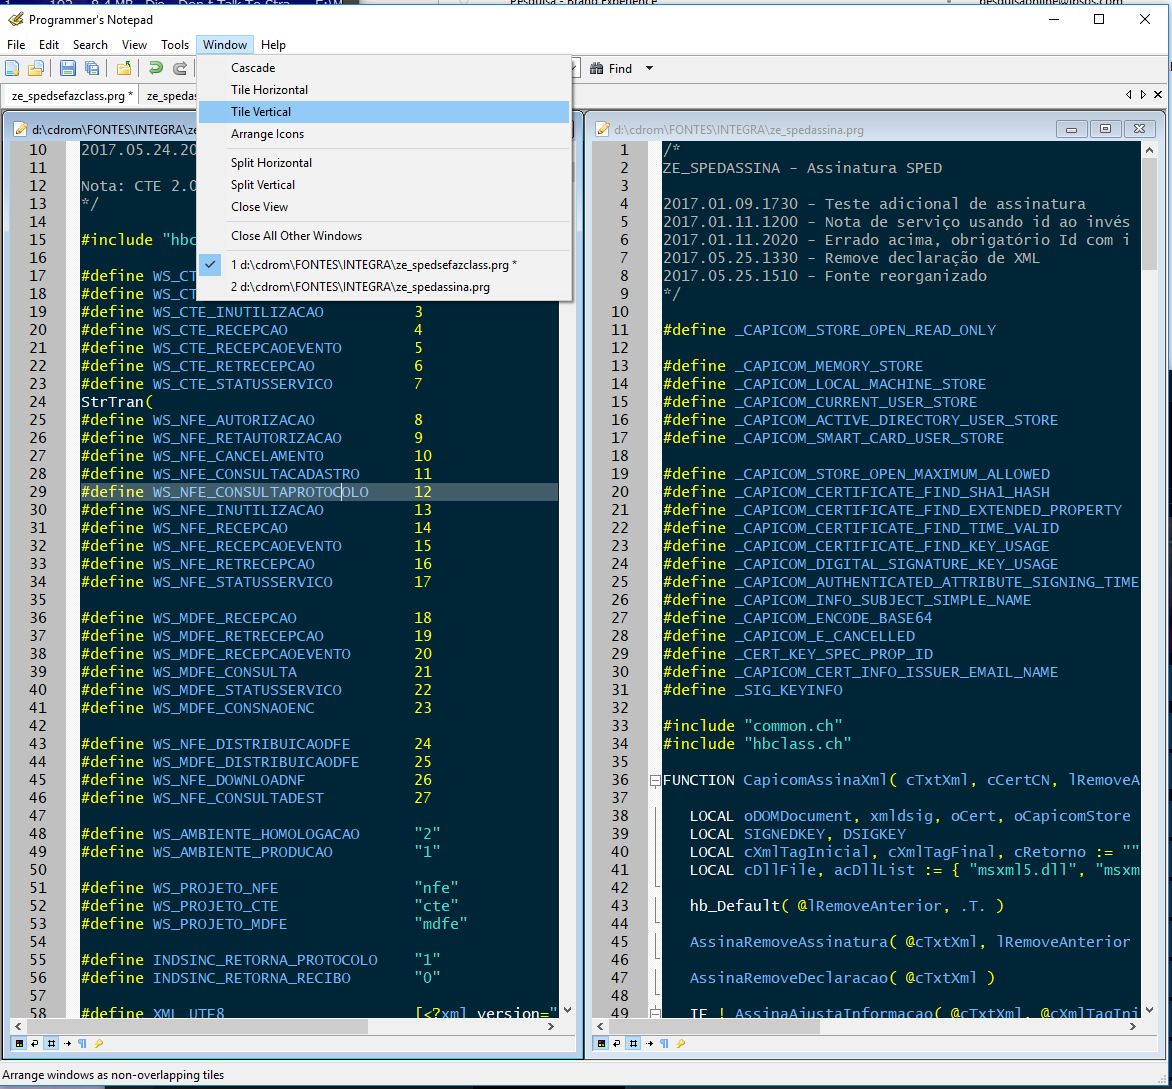 Programmer's Notepad
File Edit Search View Tools Window Help
Find
ze_spedsefazclass.prg *
Cascade
Tile Horizontal
Tile Vertical
Arrange Icons
Split Horizontal
Split Vertical
Close View
Close All Other Windows
1 d:\cdrom\FONTES\INTEGRA\ze_spedsefazclass.prg *
2 d:\cdrom\FONTES\INTEGRA\ze_spedassina.prg
10 2017.05.24.20
11
12 Nota: CTE 2.0
13 */
14
15 #include "hbc
16
17 #define WS_CT
18 #define WS_CT
19 #define WS_CTE_INUTILIZACAO 3
20 #define WS_CTE_RECEPCAO 4
21 #define WS_CTE_RECEPCAOEVENTO 5
22 #define WS_CTE_RETRECEPCAO 6
23 #define WS_CTE_STATUSSERVICO 7
24 StrTran(
25 #define WS_NFE_AUTORIZACAO 8
26 #define WS_NFE_RETAUTORIZACAO 9
27 #define WS_NFE_CANCELAMENTO 10
28 #define WS_NFE_CONSULTACADASTRO 11
29 #define WS_NFE_CONSULTAPROTOCOLO 12
30 #define WS_NFE_INUTILIZACAO 13
31 #define WS_NFE_RECEPCAO 14
32 #define WS_NFE_RECEPCAOEVENTO 15
33 #define WS_NFE_RETRECEPCAO 16
34 #define WS_NFE_STATUSSERVICO 17
35
36 #define WS_MDFE_RECEPCAO 18
37 #define WS_MDFE_RETRECEPCAO 19
38 #define WS_MDFE_RECEPCAOEVENTO 20
39 #define WS_MDFE_CONSULTA 21
40 #define WS_MDFE_STATUSSERVICO 22
41 #define WS_MDFE_CONSNAOENC 23
42
43 #define WS_NFE_DISTRIBUICAODFE 24
44 #define WS_MDFE_DISTRIBUICAODFE 25
45 #define WS_NFE_DOWNLOADNF 26
46 #define WS_NFE_CONSULTADEST 27
47
48 #define WS_AMBIENTE_HOMOLOGACAO "2"
49 #define WS_AMBIENTE_PRODUCAO "1"
50
51 #define WS_PROJETO_NFE "nfe"
52 #define WS_PROJETO_CTE "cte"
53 #define WS_PROJETO_MDFE "mdfe"
54
55 #define INDSINC_RETORNA_PROTOCOLO "1"
56 #define INDSINC_RETORNA_RECIBO "0"
57
58 #define XML_UTF8 [<?xml version="
d:\cdrom\FONTES\INTEGRA\ze_spedassina.prg
1 /*
2 ZE_SPEDASSINA - Assinatura SPED
3
4 2017.01.09.1730 - Teste adicional de assinatura
5 2017.01.11.1200 - Nota de serviço usando id ao invés
6 2017.01.11.2020 - Errado acima, obrigatório Id com i
7 2017.05.25.1330 - Remove declaração de XML
8 2017.05.25.1510 - Fonte reorganizado
9 */
10
11 #define _CAPICOM_STORE_OPEN_READ_ONLY
12
13 #define _CAPICOM_MEMORY_STORE
14 #define _CAPICOM_LOCAL_MACHINE_STORE
15 #define _CAPICOM_CURRENT_USER_STORE
16 #define _CAPICOM_ACTIVE_DIRECTORY_USER_STORE
17 #define _CAPICOM_SMART_CARD_USER_STORE
18
19 #define _CAPICOM_STORE_OPEN_MAXIMUM_ALLOWED
20 #define _CAPICOM_CERTIFICATE_FIND_SHA1_HASH
21 #define _CAPICOM_CERTIFICATE_FIND_EXTENDED_PROPERTY
22 #define _CAPICOM_CERTIFICATE_FIND_TIME_VALID
23 #define _CAPICOM_CERTIFICATE_FIND_KEY_USAGE
24 #define _CAPICOM_DIGITAL_SIGNATURE_KEY_USAGE
25 #define _CAPICOM_AUTHENTICATED_ATTRIBUTE_SIGNING_TIME
26 #define _CAPICOM_INFO_SUBJECT_SIMPLE_NAME
27 #define _CAPICOM_ENCODE_BASE64
28 #define _CAPICOM_E_CANCELLED
29 #define _CERT_KEY_SPEC_PROP_ID
30 #define _CAPICOM_CERT_INFO_ISSUER_EMAIL_NAME
31 #define _SIG_KEYINFO
32
33 #include "common.ch"
34 #include "hbclass.ch"
35
36 FUNCTION CapicomAssinaXml( cTxtXml, cCertCN, lRemoveA
37
38 LOCAL oDOMDocument, xmldsig, oCert, oCapicomStore
39 LOCAL SIGNEDKEY, DSIGKEY
40 LOCAL cXmlTagInicial, cXmlTagFinal, cRetorno := ""
41 LOCAL cDllFile, acDllList := { "msxml5.dll", "msxm
42
43 hb_Default( @lRemoveAnterior, .T. )
44
45 AssinaRemoveAssinatura( @cTxtXml, lRemoveAnterior
46
47 AssinaRemoveDeclaracao( @cTxtXml )
48
49 IF ! AssinaAjustaInformacao( @cTxtXml, @cXmlTagIni
Arrange windows as non-overlapping tiles